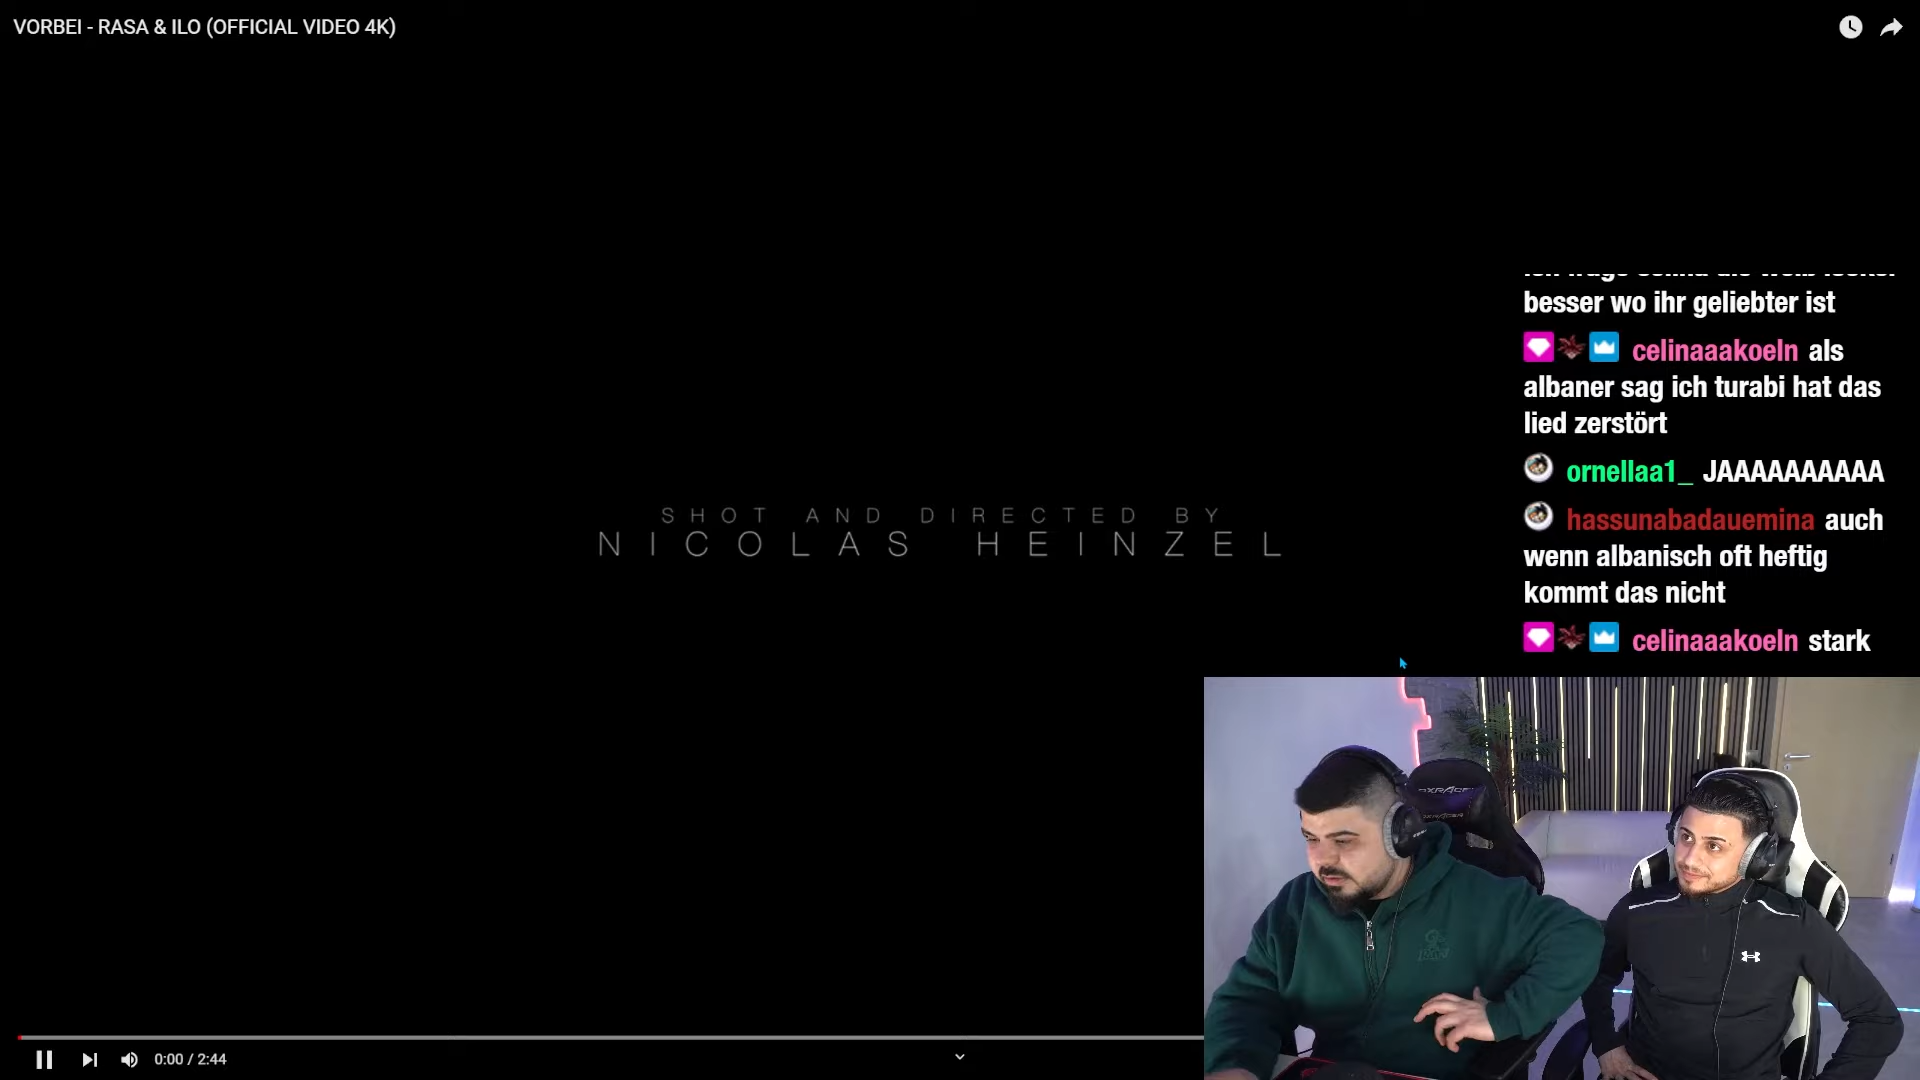 VORBEI - RASA & ILO (OFFICIAL VIDEO 4K)
besser wo ihr geliebter ist
celinaaakoeln als
albaner sag ich turabi hat das
lied zerstört
ornellaa1_ JAAAAAAAAAA
hassunabadauemina auch
wenn albanisch oft heftig
kommt das nicht
celinaaakoeln stark
SHOT AND DIRECTED BY
NICOLAS HEINZEL
0:00 / 2:44